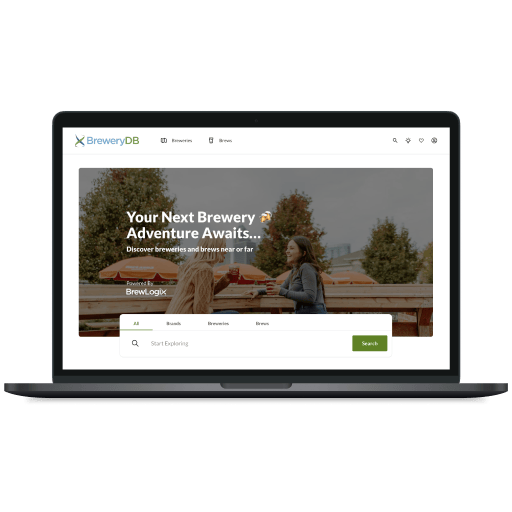 BreweryDB
Breweries
Brews
Your Next Brewery
Adventure Awaits...
Discover breweries and brews near or far
Powered By
BrewLogix
All
Brands
Breweries
Brews
Start Exploring
Search